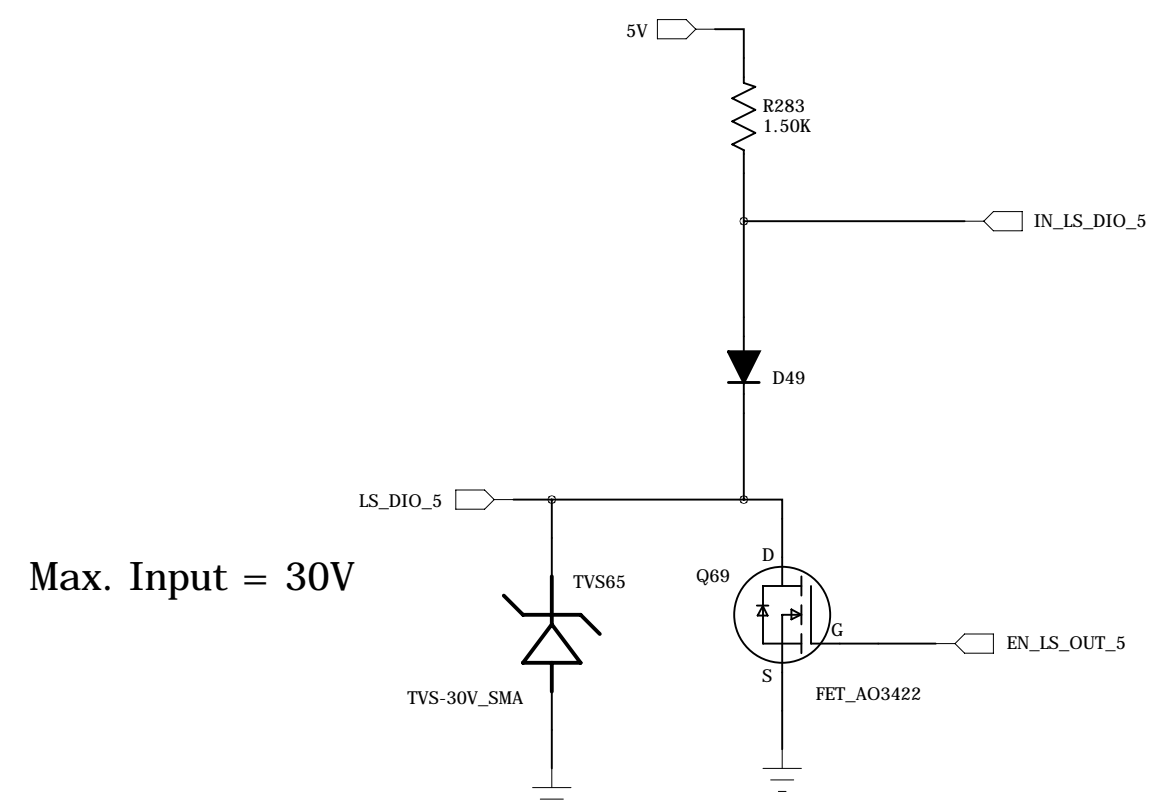 5V
R283
1.50K
IN_LS_DIO_5
D49
LS_DIO_5
Max. Input = 30V
TVS65
TVS-30V_SMA
Q69
D
G
S
EN_LS_OUT_5
FET_AO3422